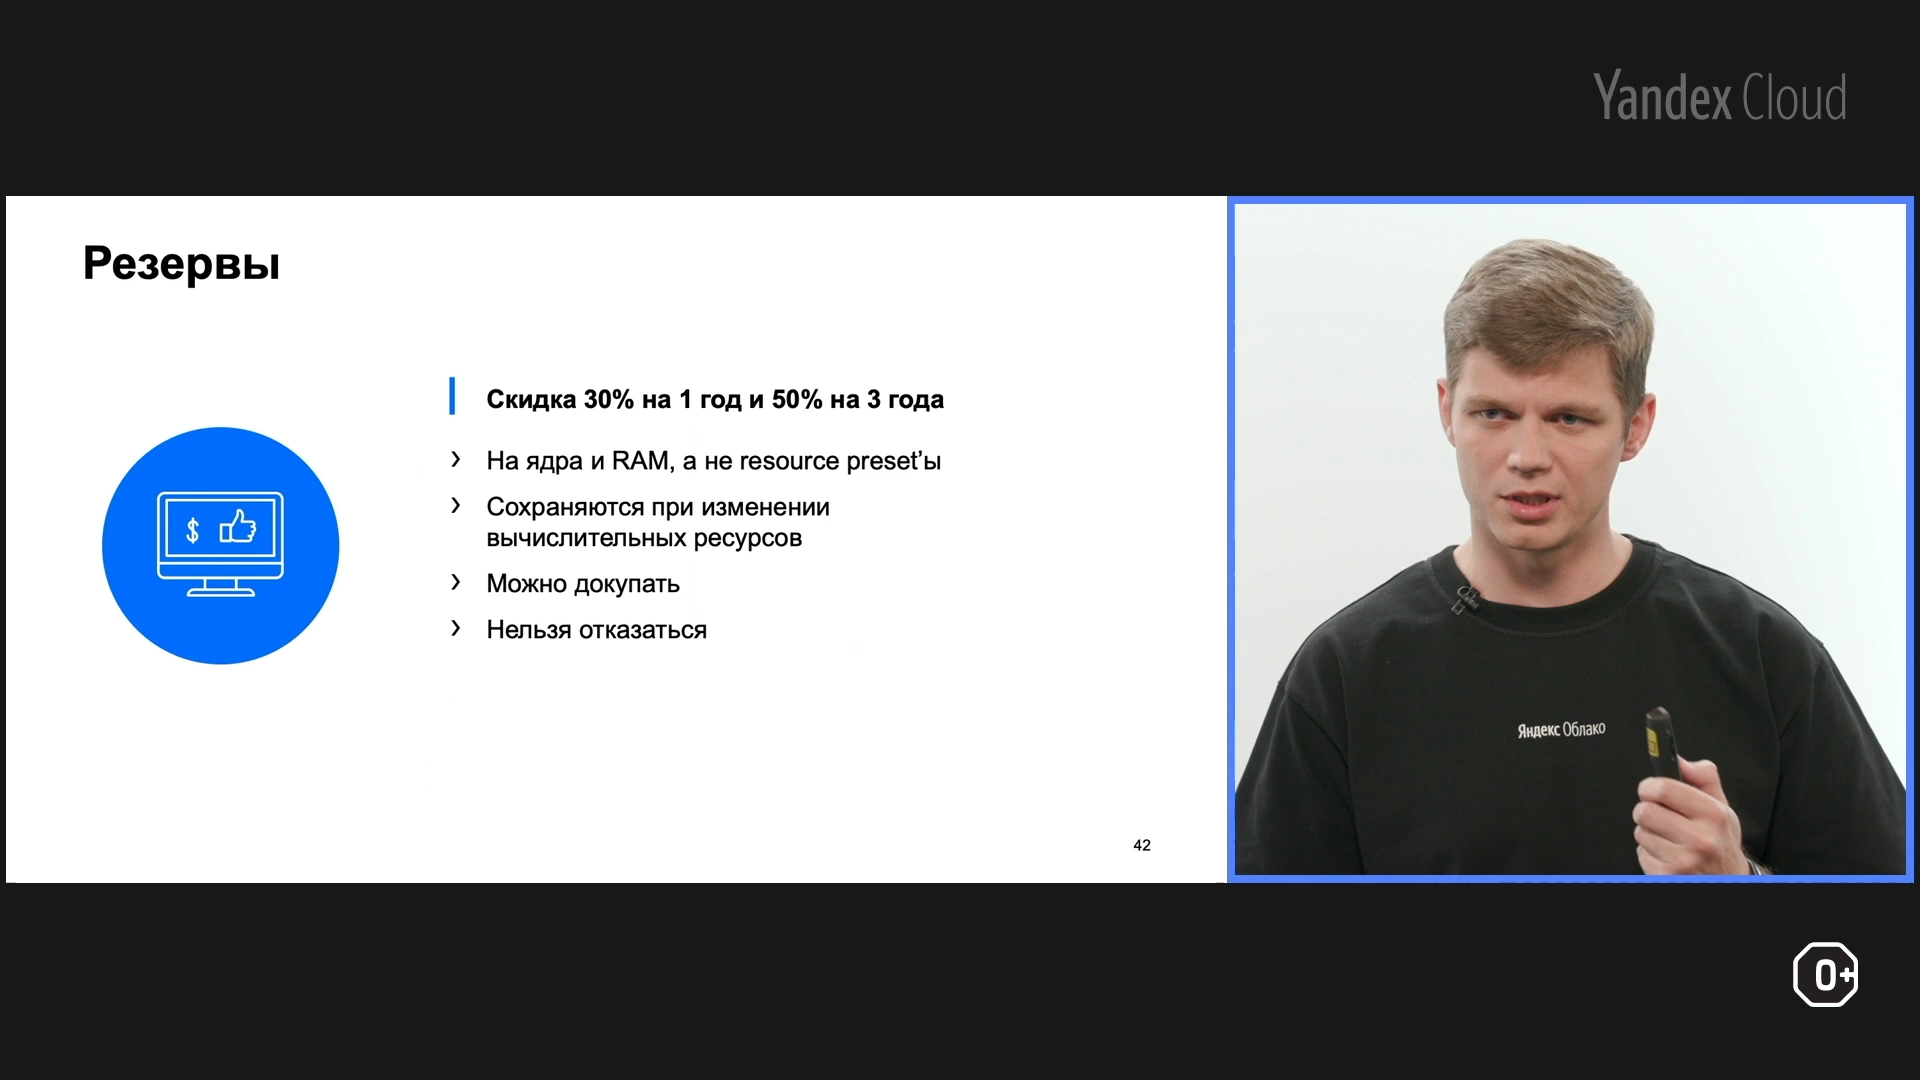 Yandex Cloud
Резервы
Скидка 30% на 1 год и 50% на 3 года
На ядра и RAM, а не resource preset’ы
Сохраняются при изменении
вычислительных ресурсов
Можно докупать
Нельзя отказаться
$
42
Яндекс Облако
0+